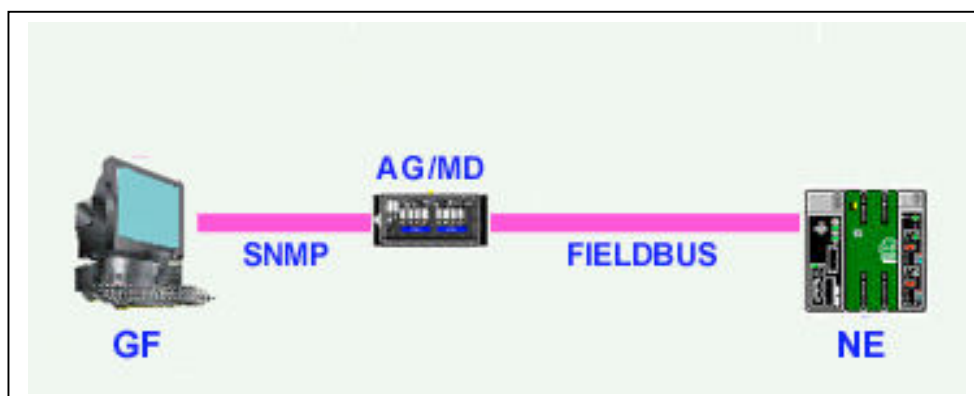 AG/MD
SNMP
FIELDBUS
GF
NE